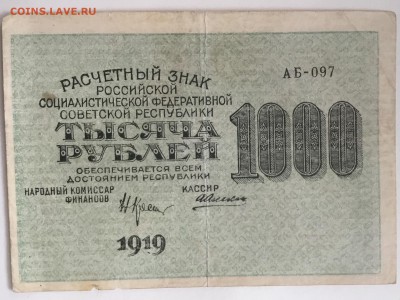 COINS.LAVE.RU
РАСЧЕТНЫЙ ЗНАК
РОССИЙСКОЙ
СОЦИАЛИСТИЧЕСКОЙ ФЕДЕРАТИВНОЙ
СОВЕТСКОЙ РЕСПУБЛИКИ
АБ-097
ТЫСЯЧА
РУБЛЕЙ
1000
ОБЕСПЕЧИВАЕТСЯ ВСЕМ
ДОСТОЯНИЕМ РЕСПУБЛИКИ
НАРОДНЫЙ КОМИССАР
ФИНАНСОВ
КАССИР
1919